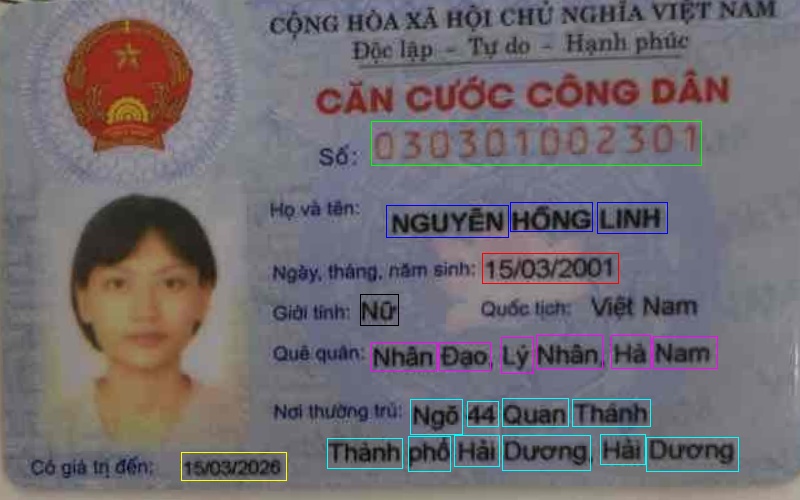 CỘNG HÒA XÃ HỘI CHỦ NGHĨA VIỆT NAM
Độc lập - Tự do - Hạnh phúc
CĂN CƯỚC CÔNG DÂN
Số: 030301002301
Họ và tên: NGUYỄN HỒNG LINH
Ngày, tháng, năm sinh: 15/03/2001
Giới tính: Nữ Quốc tịch: Việt Nam
Quê quán: Nhân Đạo, Lý Nhân, Hà Nam
Nơi thường trú: Ngõ 44 Quan Thánh
Thành phố Hải Dương, Hải Dương
Có giá trị đến: 15/03/2026